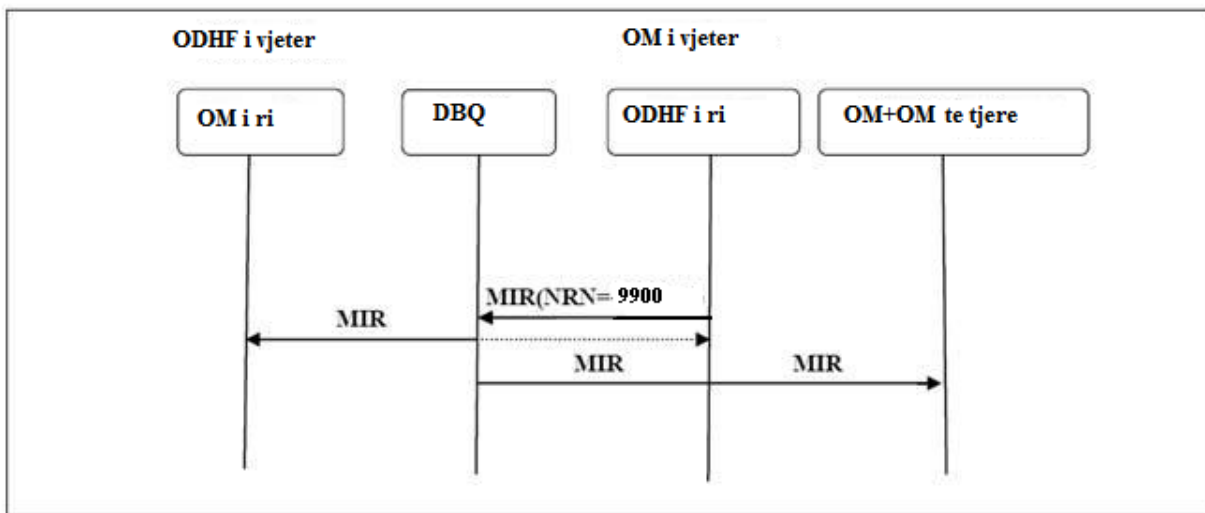 ODHF i vjeter
OM i vjeter
OM i ri
DBQ
ODHF i ri
OM+OM te tjere
MIR(NRN= 9900
MIR
MIR
MIR